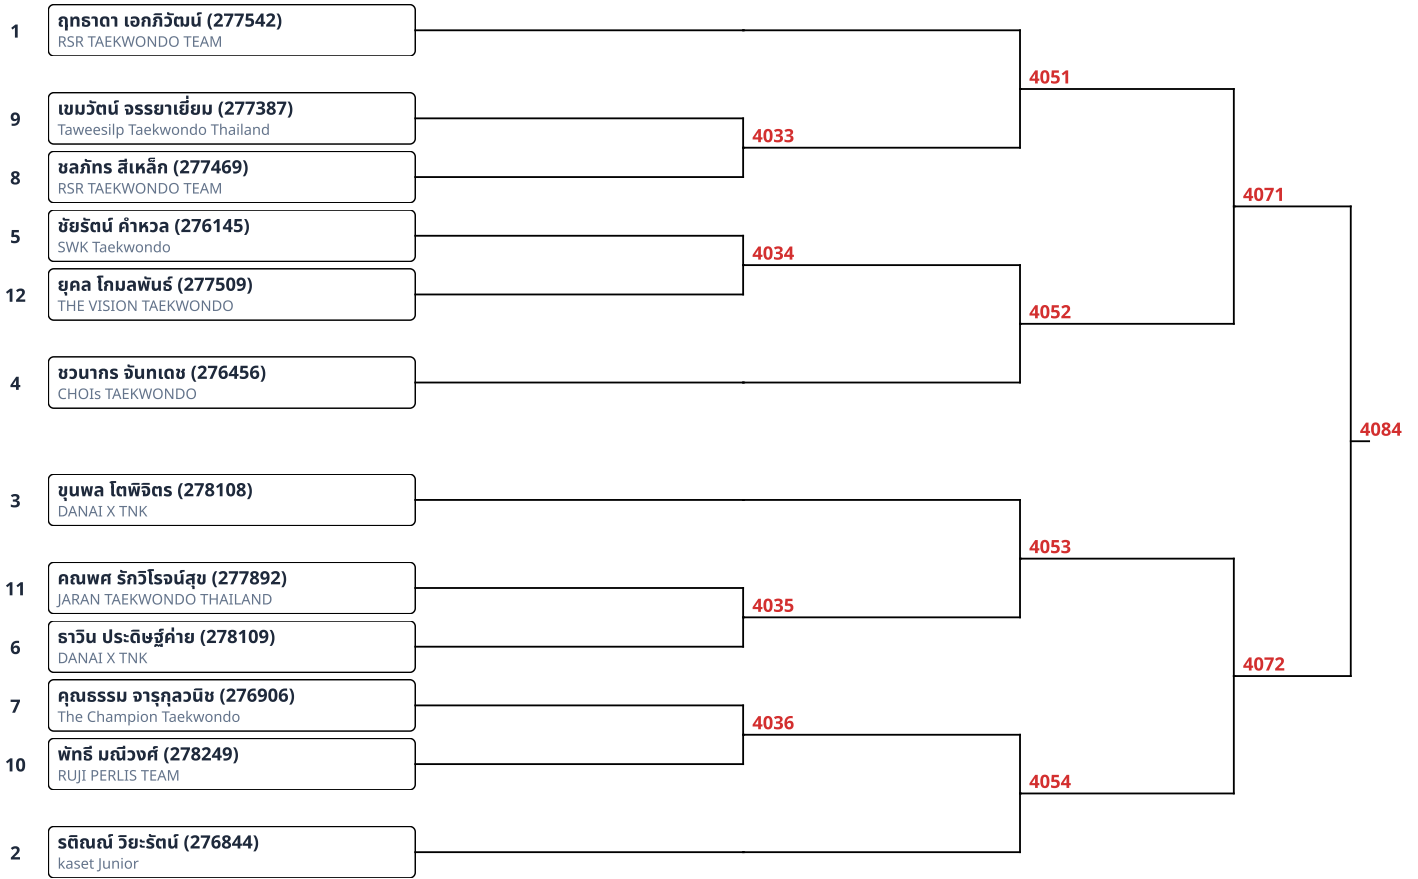 1
ฤทธาดา เอกภิวัฒน์ (277542)
RSR TAEKWONDO TEAM
4051
9
เขมวัตน์ จรรยาเยี่ยม (277387)
Taweesilp Taekwondo Thailand
4033
8
ชลภัทร สีเหล็ก (277469)
RSR TAEKWONDO TEAM
4071
5
ชัยรัตน์ คำหวล (276145)
SWK Taekwondo
4034
12
ยุคล โกมลพันธ์ (277509)
THE VISION TAEKWONDO
4052
4
ชวนากร จันทเดช (276456)
CHOIs TAEKWONDO
4084
3
ขุนพล โตพิจิตร (278108)
DANAI X TNK
4053
11
คณพศ รักวิโรจน์สุข (277892)
JARAN TAEKWONDO THAILAND
4035
6
ธาวิน ประดิษฐ์ค่าย (278109)
DANAI X TNK
4072
7
คุณธรรม จารุกุลวนิช (276906)
The Champion Taekwondo
4036
10
พัทธี มณีวงศ์ (278249)
RUJI PERLIS TEAM
4054
2
รติณณ์ วิยะรัตน์ (276844)
kaset Junior